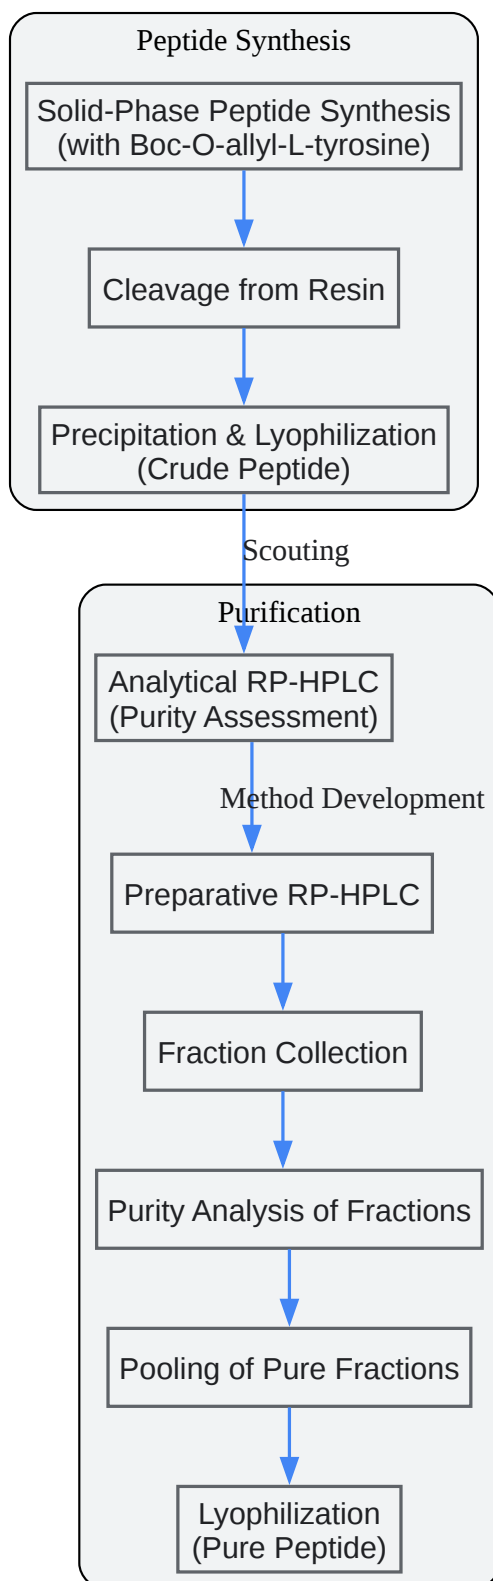 Peptide Synthesis
Solid-Phase Peptide Synthesis
(with Boc-O-allyl-L-tyrosine)
Cleavage from Resin
Precipitation & Lyophilization
(Crude Peptide)
Scouting
Purification
Analytical RP-HPLC
(Purity Assessment)
Method Development
Preparative RP-HPLC
Fraction Collection
Purity Analysis of Fractions
Pooling of Pure Fractions
Lyophilization
(Pure Peptide)